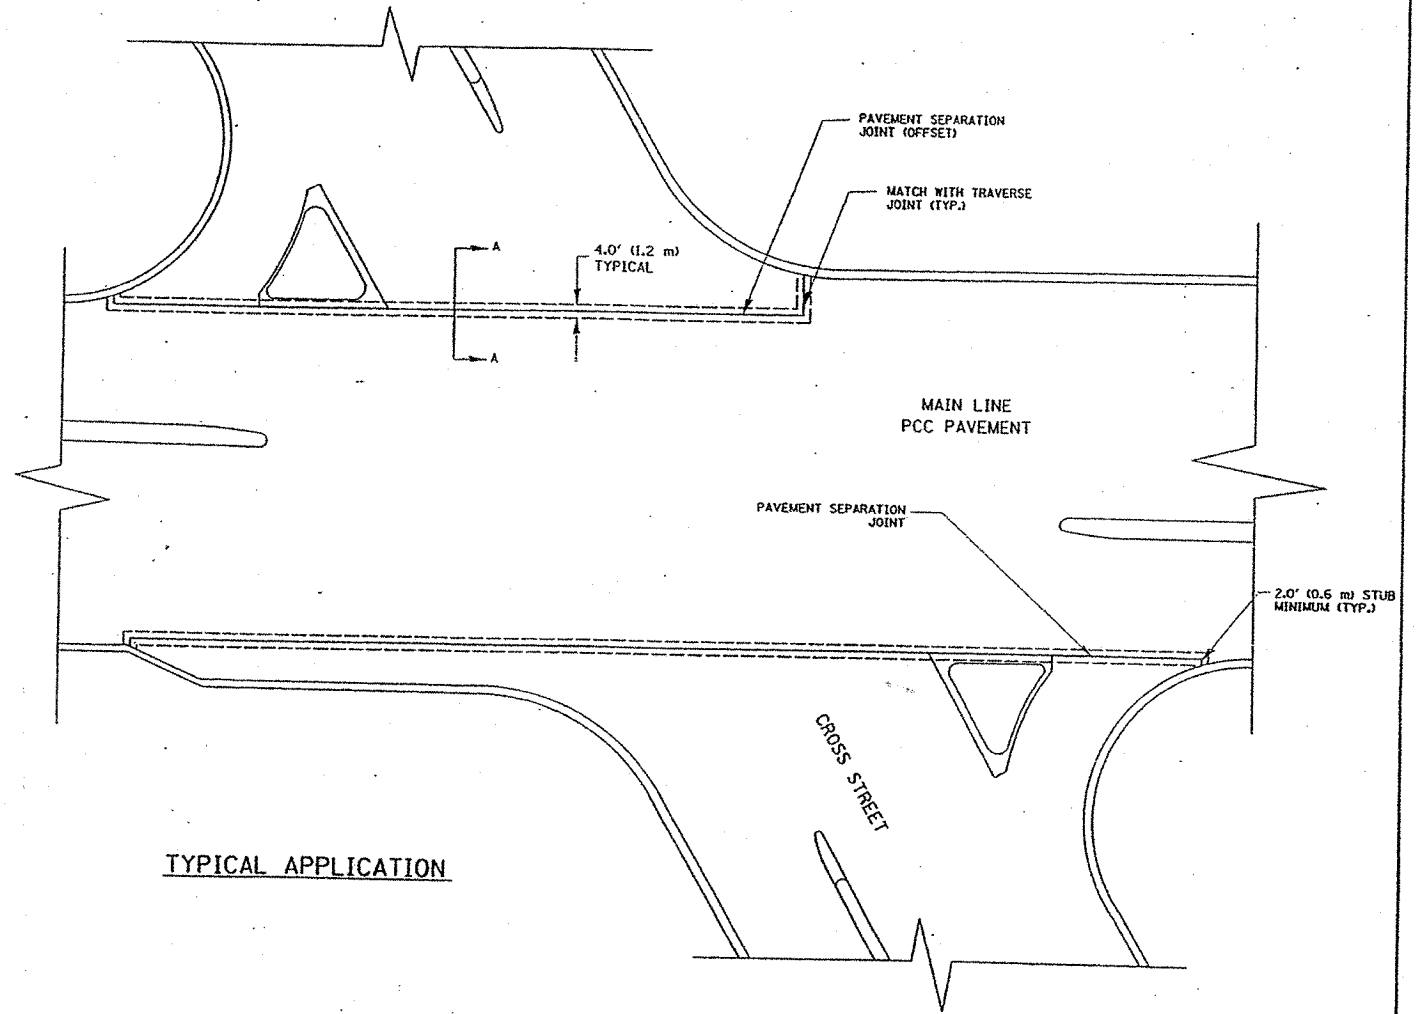 PAVEMENT SEPARATION
JOINT (OFFSET)
MATCH WITH TRAVERSE
JOINT (TYP.)
A
4.0' (1.2 m)
TYPICAL
A
MAIN LINE
PCC PAVEMENT
PAVEMENT SEPARATION
JOINT
2.0' (0.6 m) STUB
MINIMUM (TYP.)
CROSS STREET
TYPICAL APPLICATION